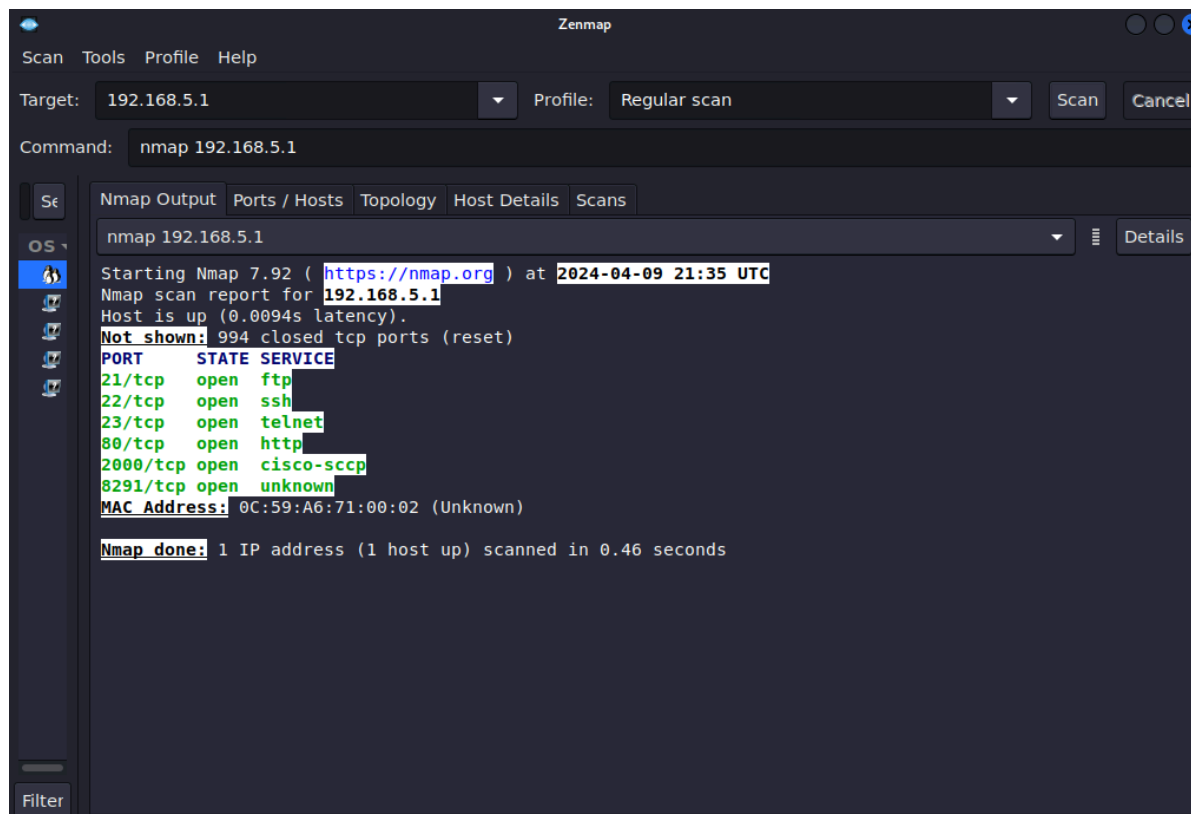 Zenmap
Scan Tools Profile Help
Target: 192.168.5.1 Profile: Regular scan Scan Cancel
Command: nmap 192.168.5.1
Nmap Output Ports / Hosts Topology Host Details Scans
OS nmap 192.168.5.1 Details
Starting Nmap 7.92 ( https://nmap.org ) at 2024-04-09 21:35 UTC
Nmap scan report for 192.168.5.1
Host is up (0.0094s latency).
Not shown: 994 closed tcp ports (reset)
PORT STATE SERVICE
21/tcp open ftp
22/tcp open ssh
23/tcp open telnet
80/tcp open http
2000/tcp open cisco-sccp
8291/tcp open unknown
MAC Address: 0C:59:A6:71:00:02 (Unknown)
Nmap done: 1 IP address (1 host up) scanned in 0.46 seconds
Filter